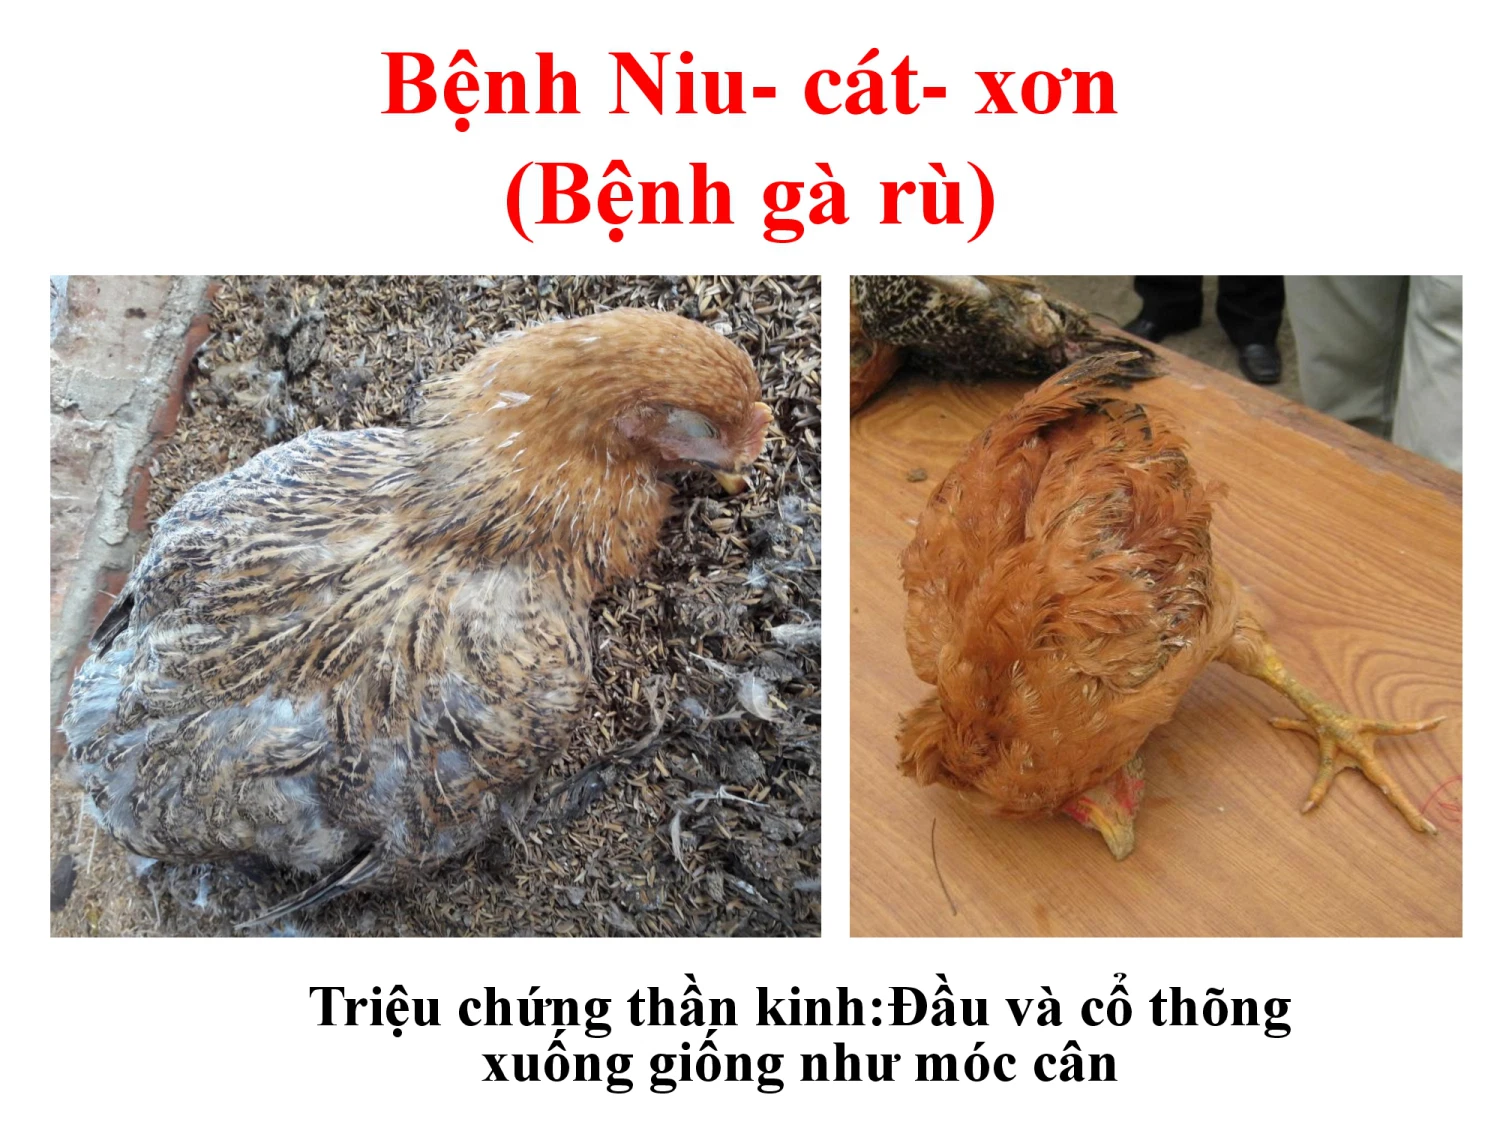 Bệnh Niu- cát- xơn
(Bệnh gà rù)
Triệu chứng thần kinh:Đầu và cổ thõng
xuống giống như móc cân